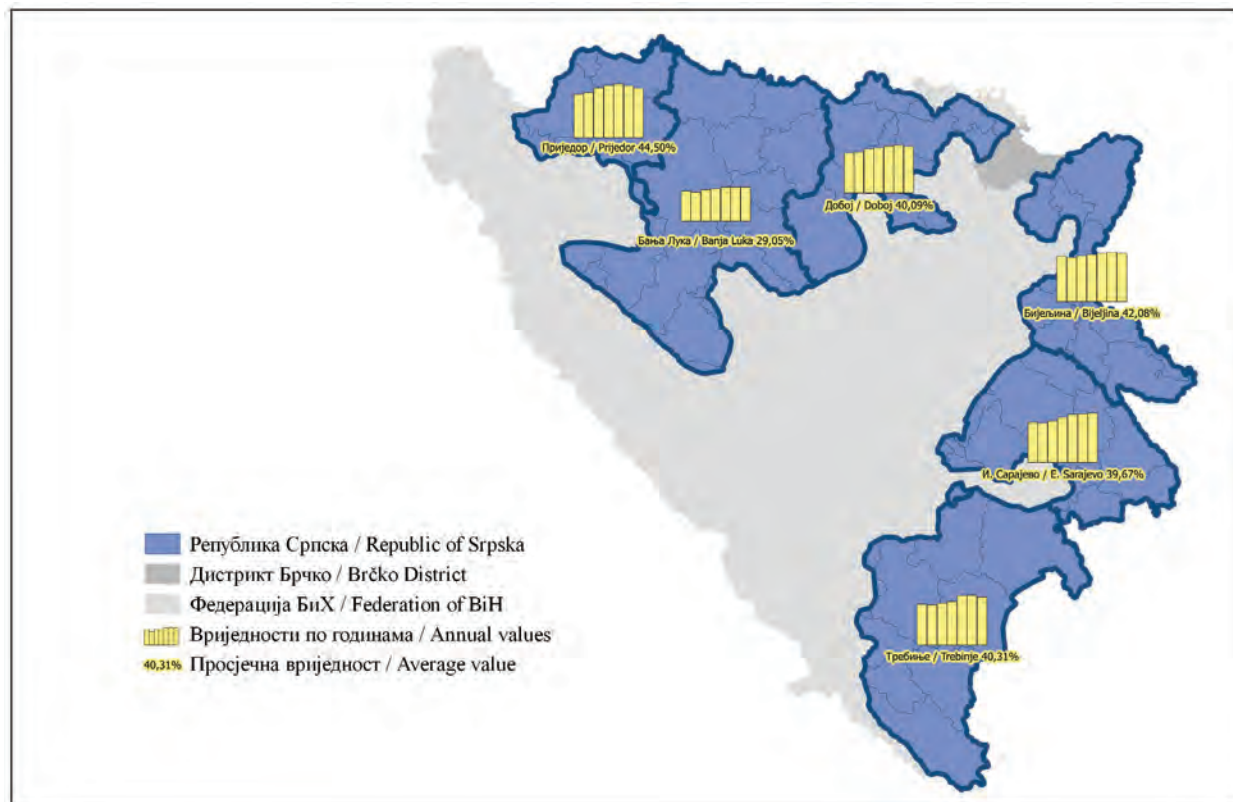 Приједор / Prijedor 44,50%
Бања Лука / Banja Luka 29,05%
Добој / Doboj 40,09%
Бијељина / Bijeljina 42,08%
И. Сарајево / E. Sarajevo 39,67%
Требиње / Trebinje 40,31%
Република Српска / Republic of Srpska
Дистрикт Брчко / Brčko District
Федерација БиХ / Federation of BiH
Вриједности по годинама / Annual values
40,31% Просјечна вриједност / Average value